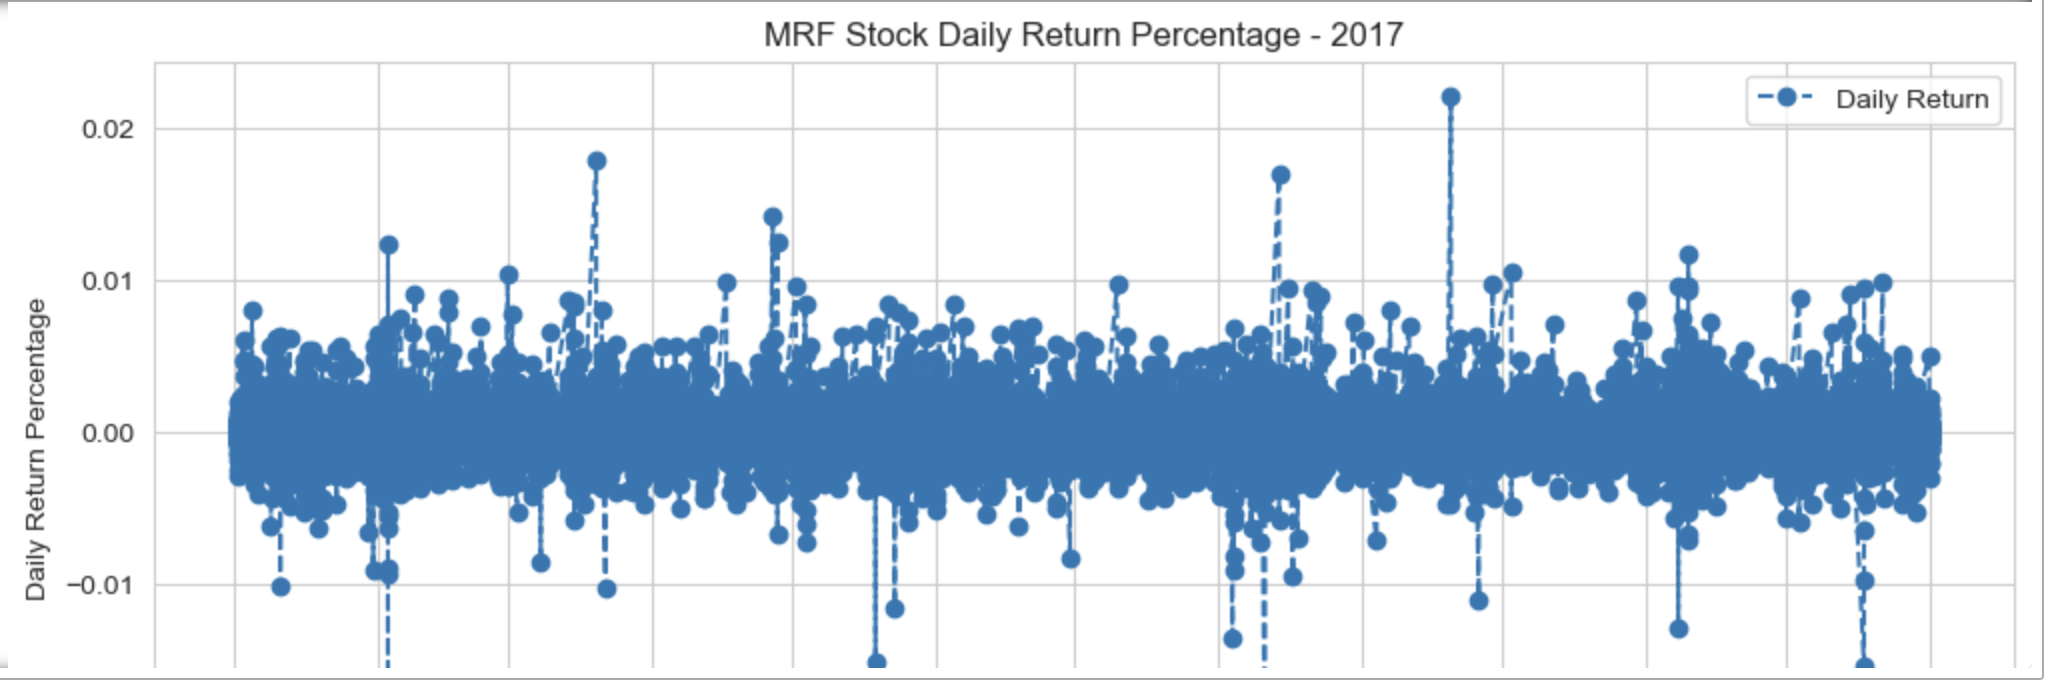 MRF Stock Daily Return Percentage - 2017
Daily Return
0.02
0.01
0.00
−0.01
Daily Return Percentage